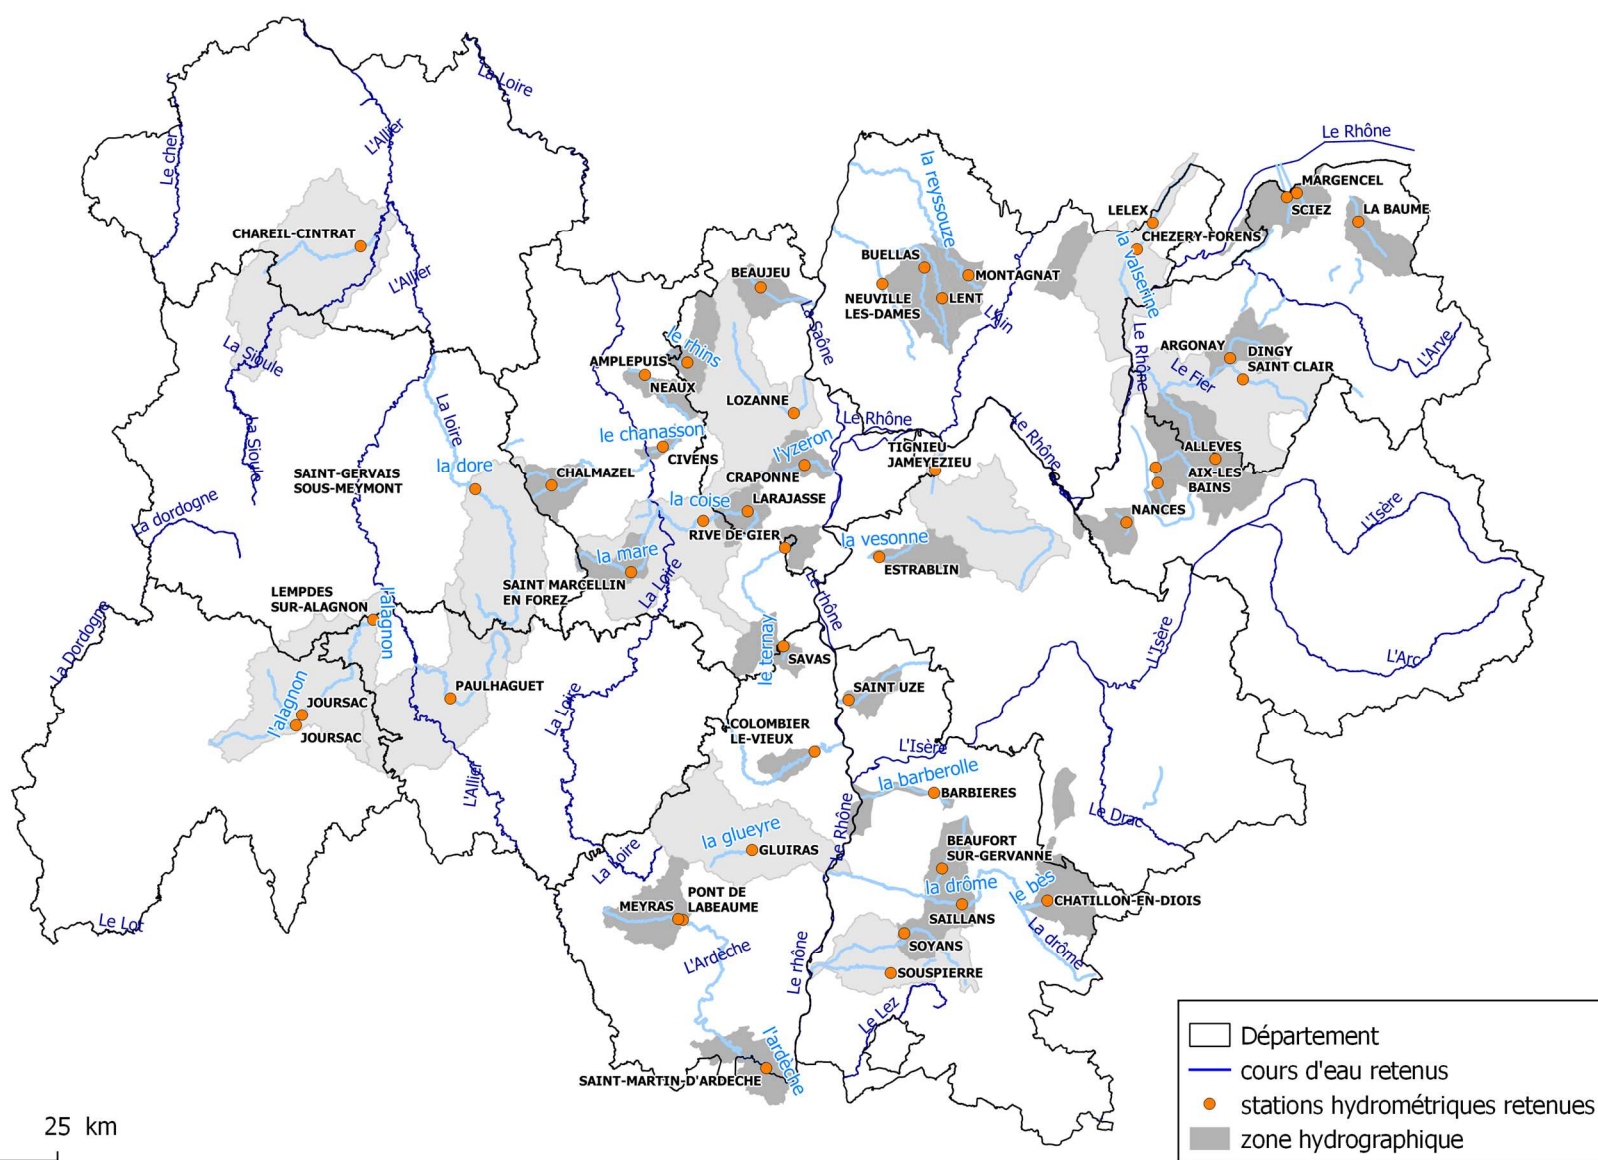 La Loire
Le Rhône
L'Allier
Le cher
la reyssouze
MARGENCEL
SCIEZ
LA BAUME
LELEX
CHEZERY-FORENS
la valserine
CHAREIL-CINTRAT
L'Allier
BEAUJEU
BUELLAS
MONTAGNAT
NEUVILLE
LES-DAMES
LENT
L'Ain
La Saône
La Sioule
le rhins
AMPLEPUIS
NEAUX
ARGONAY
DINGY
SAINT CLAIR
Le Rhône
Le Fier
L'Arve
LOZANNE
La loire
Le Rhône
Le Rhône
La Sioule
le chanasson
l'yzeron
TIGNIEU
JAMEYEZIEU
CIVENS
ALLEVES
AIX-LES
BAINS
la dore
SAINT-GERVAIS
SOUS-MEYMONT
CHALMAZEL
CRAPONNE
la coise
LARAJASSE
NANCES
L'Isère
La dordogne
RIVE DE GIER
la vesonne
ESTRABLIN
la mare
SAINT MARCELLIN
EN FOREZ
La Loire
Le rhône
LEMPDES
SUR-ALAGNON
l'alagnon
La Dordogne
le ternay
SAVAS
L'Isère
L'Arc
PAULHAGUET
SAINT UZE
l'alagnon
JOURSAC
JOURSAC
La Loire
COLOMBIER
LE-VIEUX
L'Isère
L'Allier
la barberolle
BARBIERES
Le Drac
la glueyre
GLUIRAS
Le Rhône
BEAUFORT
SUR-GERVANNE
La Loire
la drôme
le bès
CHATILLON-EN-DIOIS
MEYRAS
PONT DE
LABEAUME
SAILLANS
Le Lot
La drôme
SOYANS
L'Ardèche
Le rhône
SOUSPIERRE
Le Lez
l'ardèche
SAINT-MARTIN-D'ARDECHE
Département
cours d'eau retenus
stations hydrométriques retenues
zone hydrographique
25 km